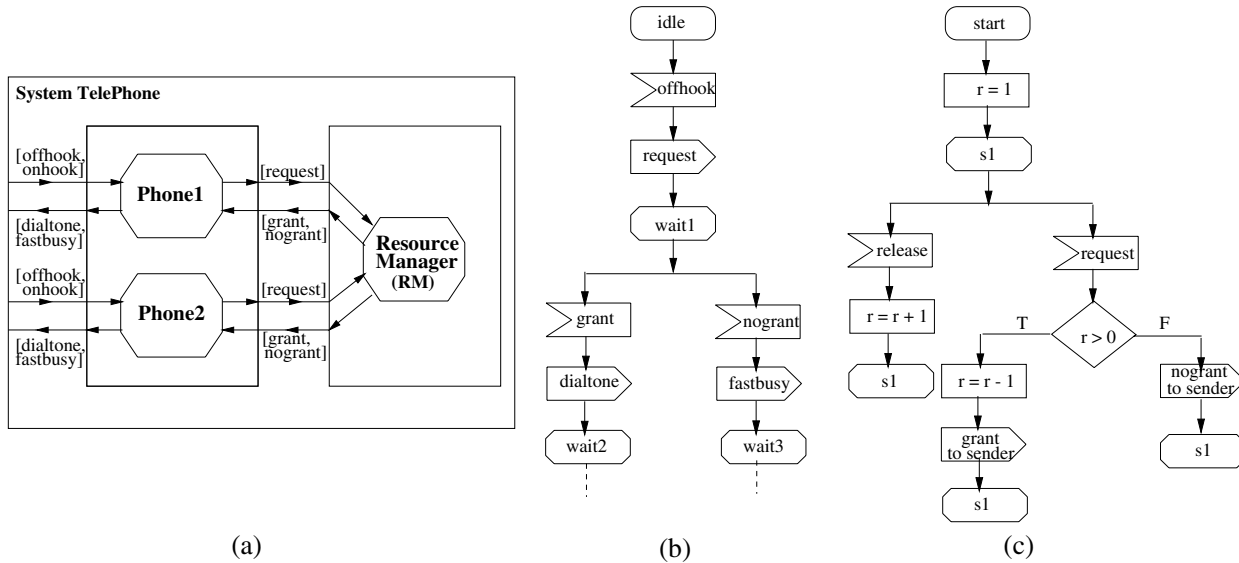 System TelePhone
[offhook,
onhook]
Phone1
[request]
[dialtone,
fastbusy]
[grant,
nogrant]
Resource
Manager
(RM)
[offhook,
onhook]
Phone2
[request]
[dialtone,
fastbusy]
[grant,
nogrant]
(a)
idle
offhook
request
wait1
grant
nogrant
dialtone
fastbusy
wait2
wait3
(b)
start
r = 1
s1
release
request
r = r + 1
T
r > 0
F
s1
r = r - 1
nogrant
to sender
grant
to sender
s1
s1
(c)